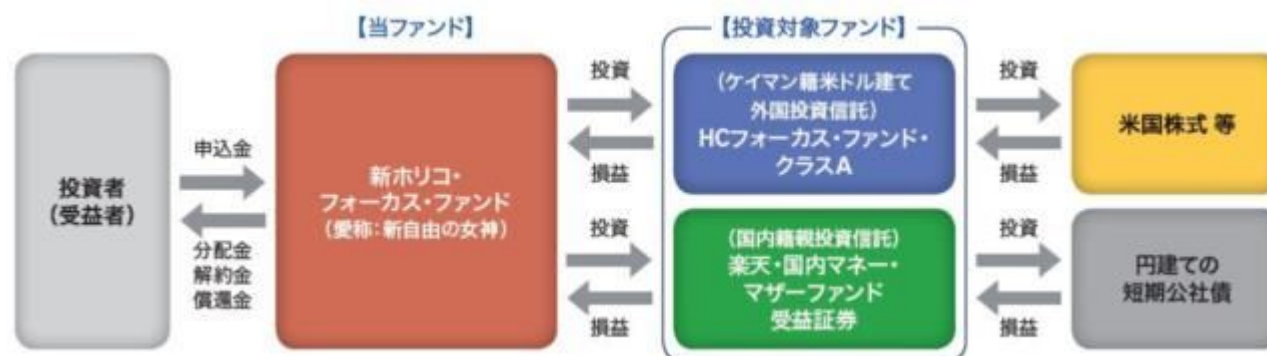 【当ファンド】
【投資対象ファンド】
投資者
(受益者)
申込金
分配金
解約金
償還金
新ホリコ・
フォーカス・ファンド
(愛称:新自由の女神)
投資
損益
投資
損益
(ケイマン籍米ドル建て
外国投資信託)
HCフォーカス・ファンド・
クラスA
(国内籍親投資信託)
楽天・国内マネー・
マザーファンド
受益証券
投資
損益
投資
損益
米国株式 等
円建ての
短期公社債